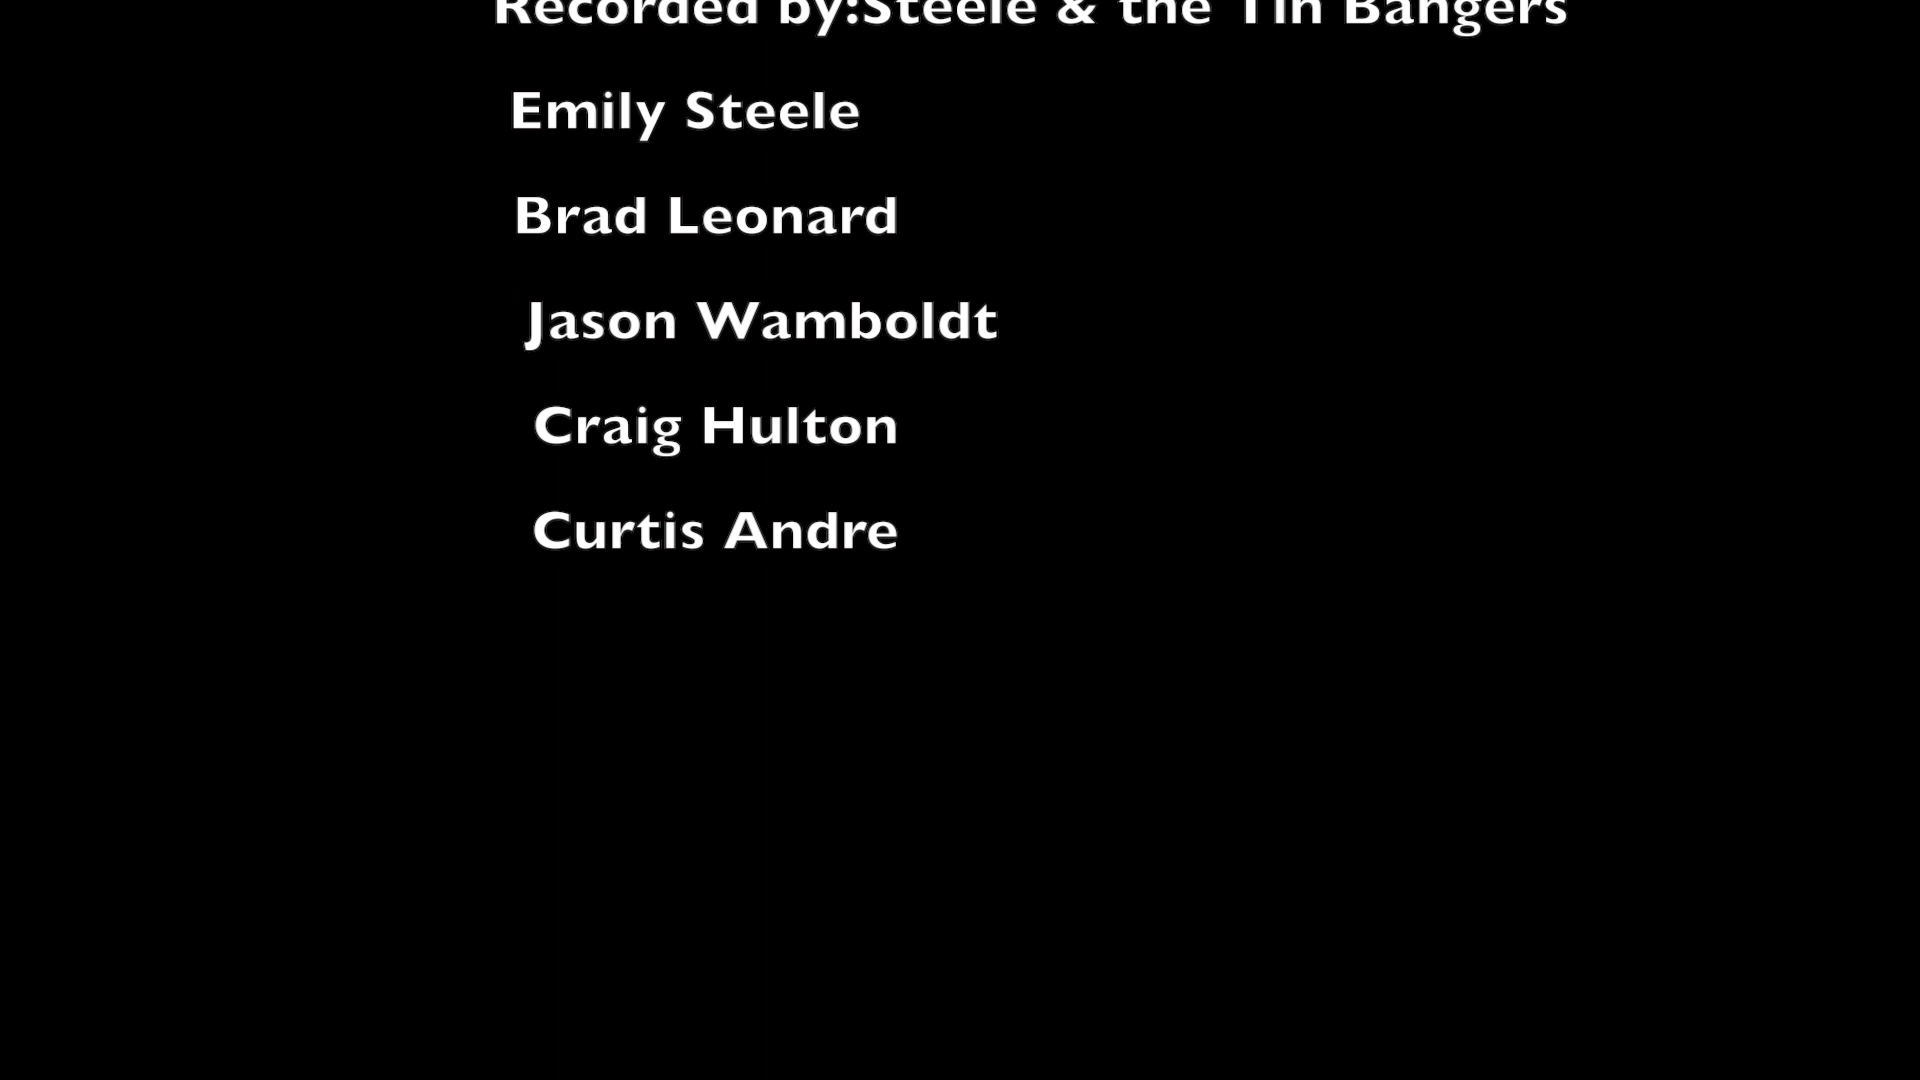 Recorded by:Steele & the Tin Bangers
Emily Steele
Brad Leonard
Jason Wamboldt
Craig Hulton
Curtis Andre